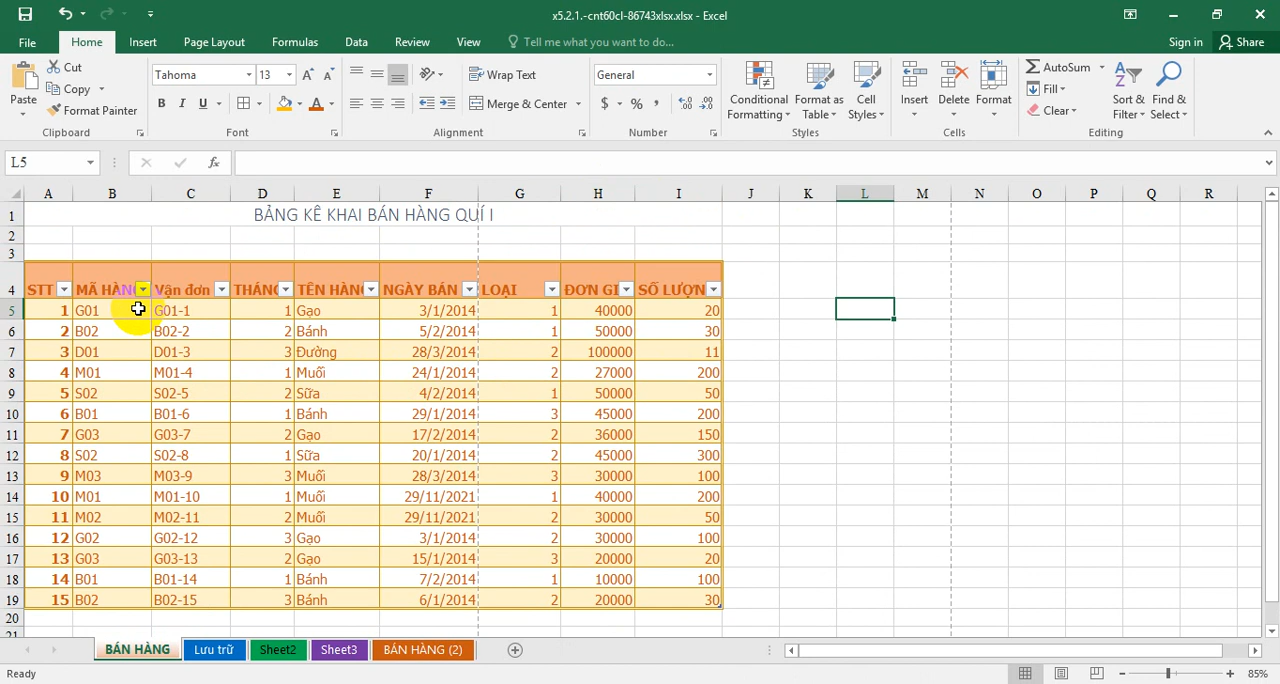 x5.2.1.-cnt60cl-86743xlsx.xlsx - Excel
File Home Insert Page Layout Formulas Data Review View Tell me what you want to do... Sign in Share
Paste Cut Copy Format Painter Clipboard
Tahoma 13 B I U A Font
Wrap Text Merge & Center Alignment
General $ % , Number
Conditional Formatting Format as Table Cell Styles Styles
Insert Delete Format Cells
AutoSum Fill Clear Sort & Filter Find & Select Editing
L5 fx
A B C D E F G H I J K L M N O P Q R
1 BẢNG KÊ KHAI BÁN HÀNG QUÍ I
2
3
4 STT MÃ HÀNG Vận đơn THÁNG TÊN HÀNG NGÀY BÁN LOẠI ĐƠN GI SỐ LƯỢN
5 1 G01 G01-1 1 Gạo 3/1/2014 1 40000 20
6 2 B02 B02-2 2 Bánh 5/2/2014 1 50000 30
7 3 D01 D01-3 3 Đường 28/3/2014 2 100000 11
8 4 M01 M01-4 1 Muối 24/1/2014 2 27000 200
9 5 S02 S02-5 2 Sữa 4/2/2014 1 50000 50
10 6 B01 B01-6 1 Bánh 29/1/2014 3 45000 200
11 7 G03 G03-7 2 Gạo 17/2/2014 2 36000 150
12 8 S02 S02-8 1 Sữa 20/1/2014 2 45000 300
13 9 M03 M03-9 3 Muối 28/3/2014 3 30000 100
14 10 M01 M01-10 1 Muối 29/11/2021 1 40000 200
15 11 M02 M02-11 2 Muối 29/11/2021 2 30000 50
16 12 G02 G02-12 3 Gạo 3/1/2014 2 30000 100
17 13 G03 G03-13 2 Gạo 15/1/2014 3 20000 20
18 14 B01 B01-14 1 Bánh 7/2/2014 1 10000 100
19 15 B02 B02-15 3 Bánh 6/1/2014 2 20000 30
20
21
BÁN HÀNG Lưu trữ Sheet2 Sheet3 BÁN HÀNG (2)
Ready 85%